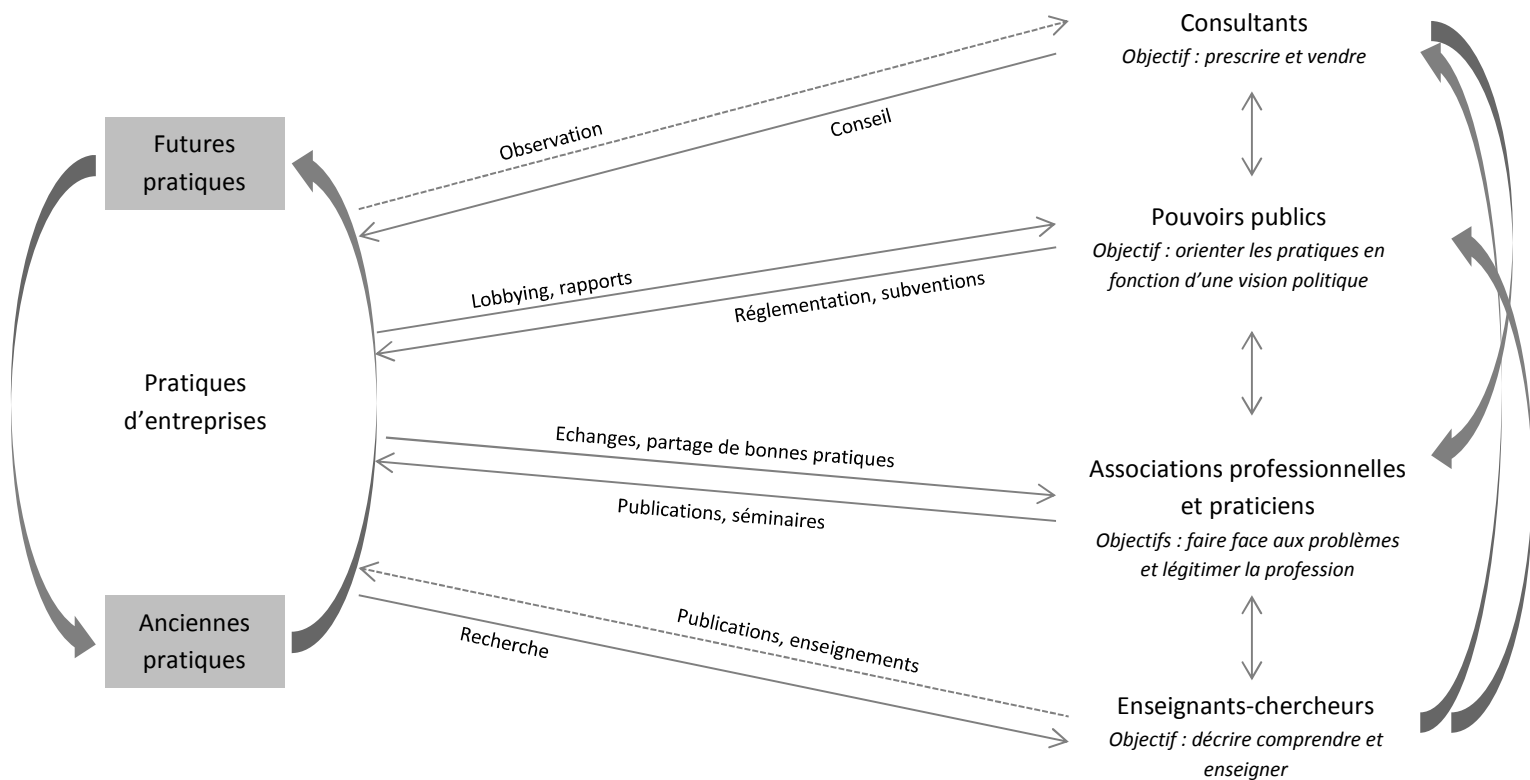 Consultants
Objectif : prescrire et vendre
Observation
Conseil
Futures
pratiques
Pouvoirs publics
Objectif : orienter les pratiques en
fonction d’une vision politique
Lobbying, rapports
Réglementation, subventions
Pratiques
d’entreprises
Echanges, partage de bonnes pratiques
Publications, séminaires
Associations professionnelles
et praticiens
Objectifs : faire face aux problèmes
et légitimer la profession
Anciennes
pratiques
Publications, enseignements
Recherche
Enseignants-chercheurs
Objectif : décrire comprendre et
enseigner